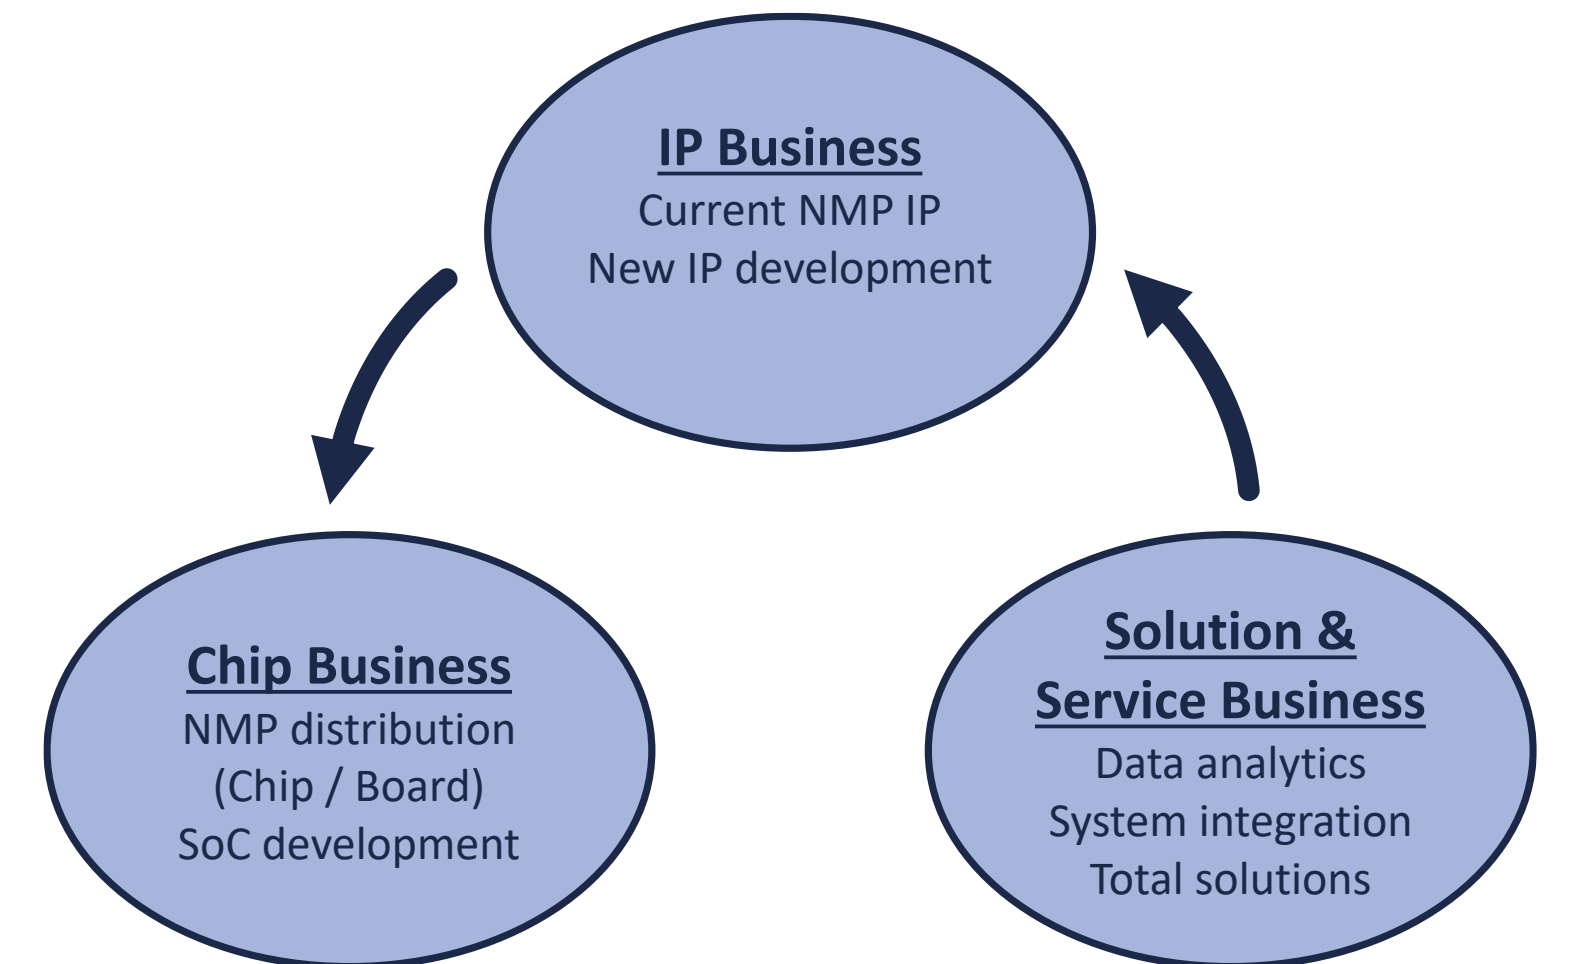 IP Business
Current NMP IP
New IP development
Chip Business
NMP distribution
(Chip / Board)
SoC development
Solution &
Service Business
Data analytics
System integration
Total solutions